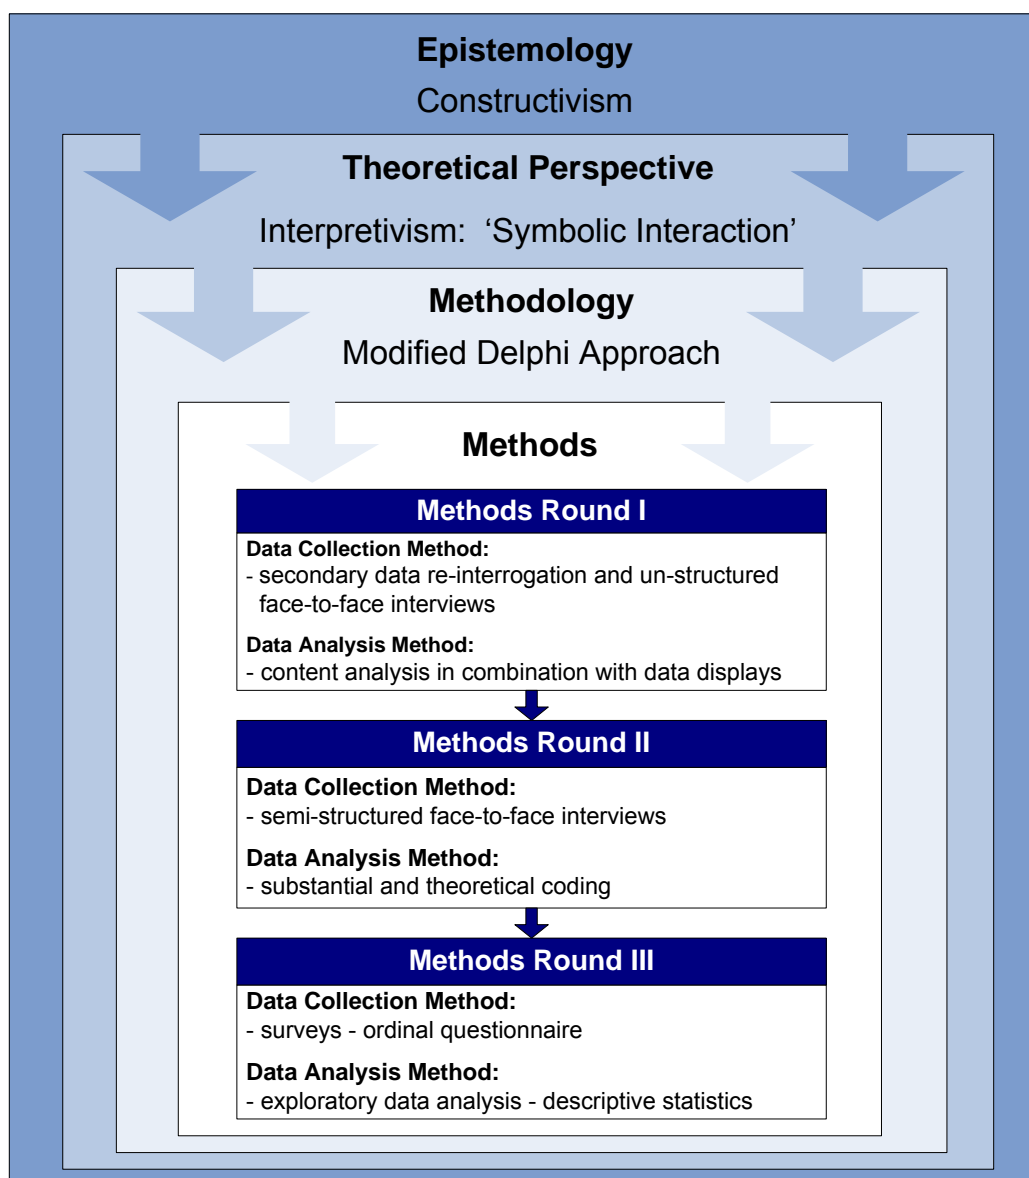 Epistemology
Constructivism
Theoretical Perspective
Interpretivism:  ‘Symbolic Interaction’
Methodology
Modified Delphi Approach
Methods
Methods Round I
Data Collection Method:
- secondary data re-interrogation and un-structured
face-to-face interviews
Data Analysis Method:
- content analysis in combination with data displays
Methods Round II
Data Collection Method:
- semi-structured face-to-face interviews
Data Analysis Method:
- substantial and theoretical coding
Methods Round III
Data Collection Method:
- surveys - ordinal questionnaire
Data Analysis Method:
- exploratory data analysis - descriptive statistics